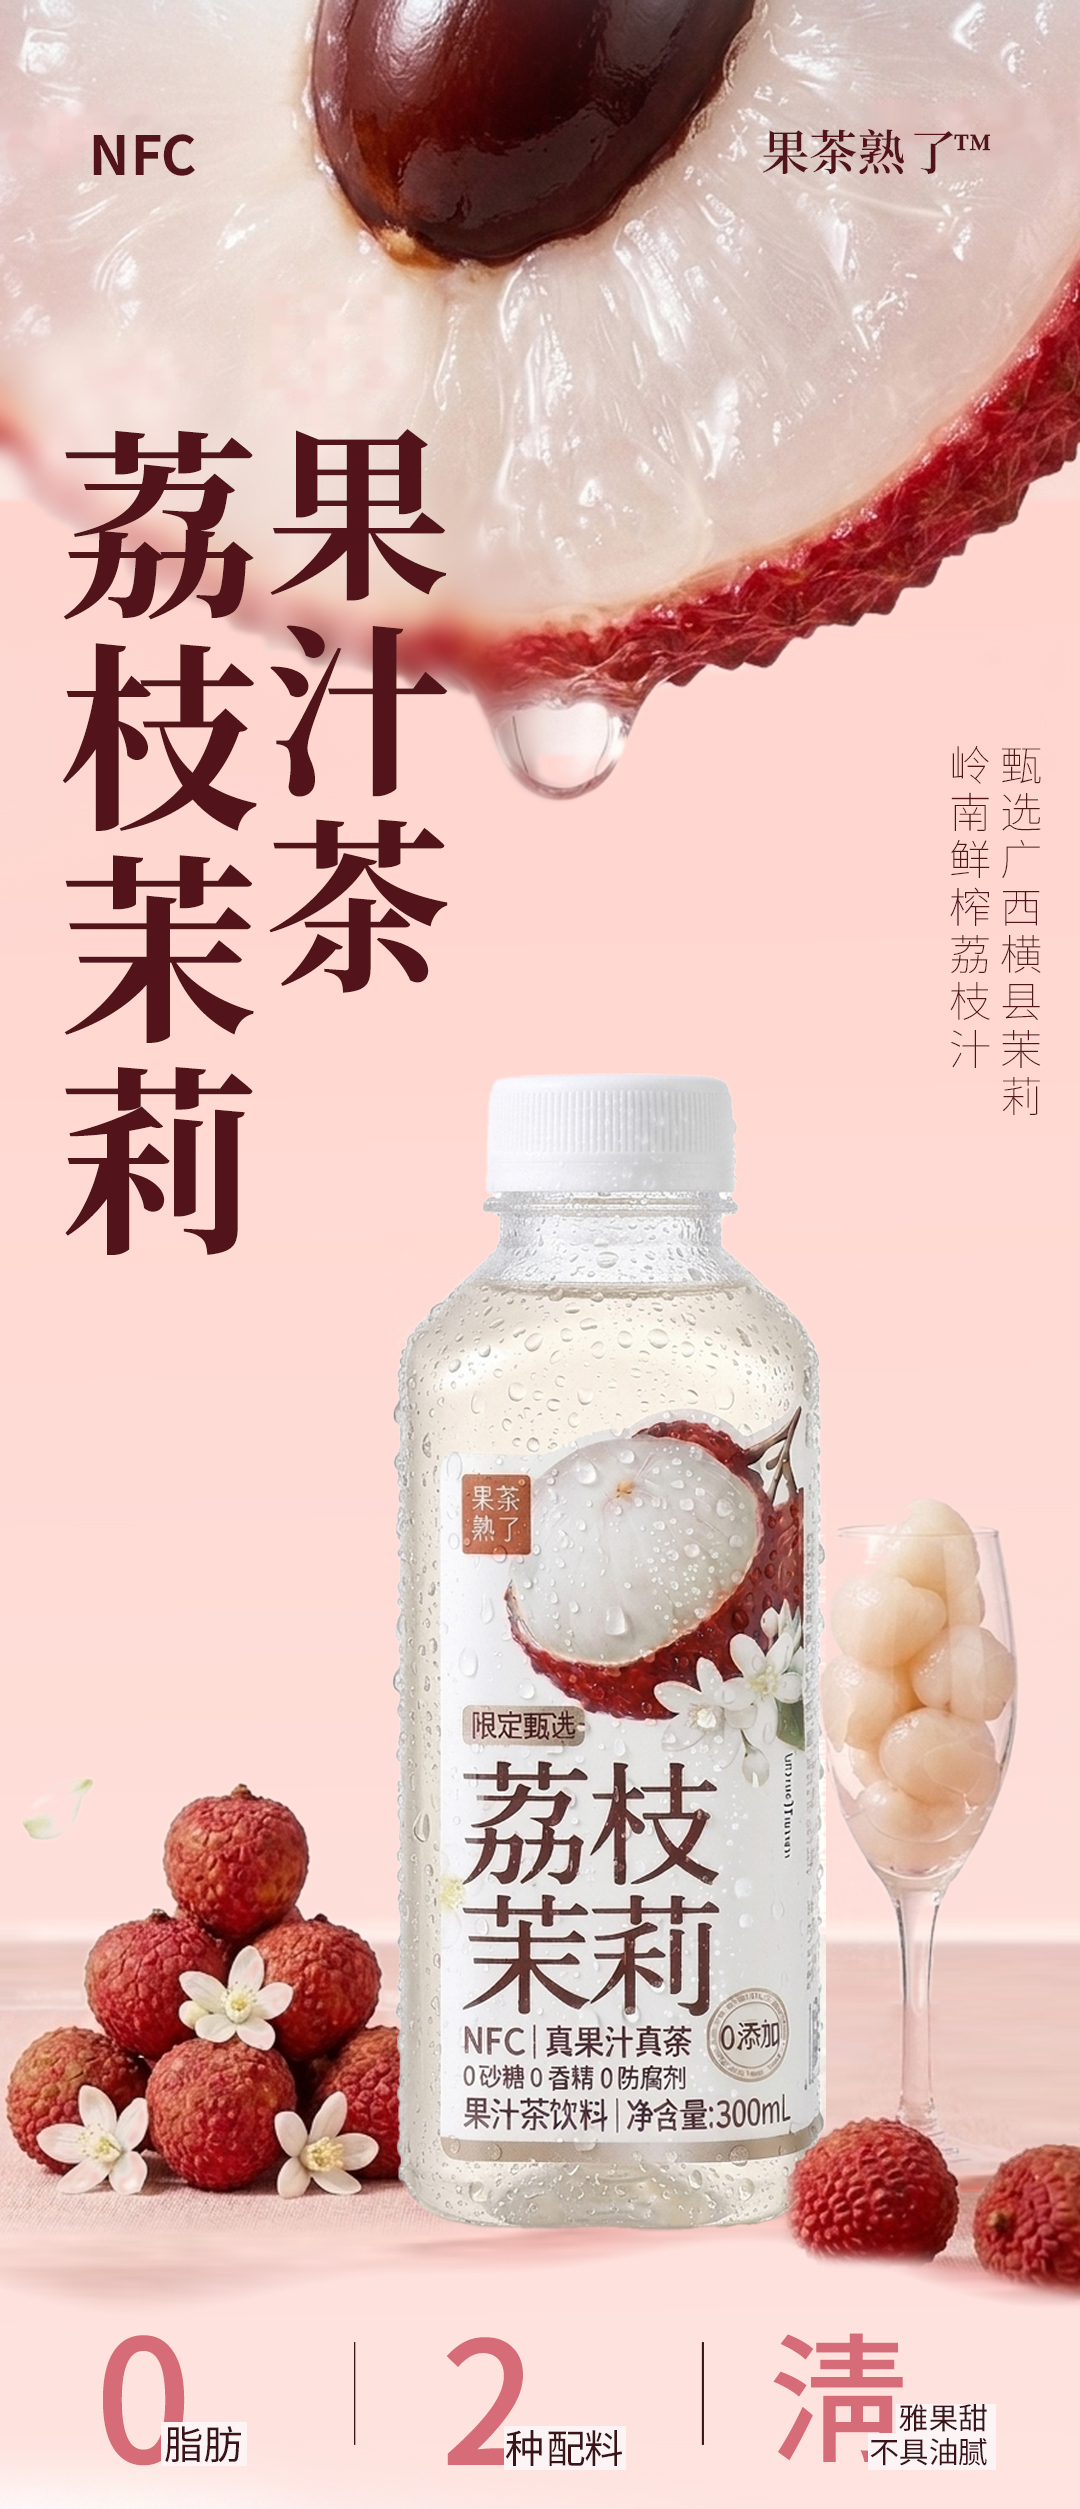 NFC
果茶熟了™
荔枝茉莉
果汁茶
甄选广西横县茉莉
岭南鲜榨荔枝汁
果茶
熟了
限定甄选
荔枝
茉莉
NFC|真果汁真茶
0添加
0砂糖0香精0防腐剂
果汁茶饮料|净含量:300mL
0脂肪
2种配料
清雅果甜
不具油腻